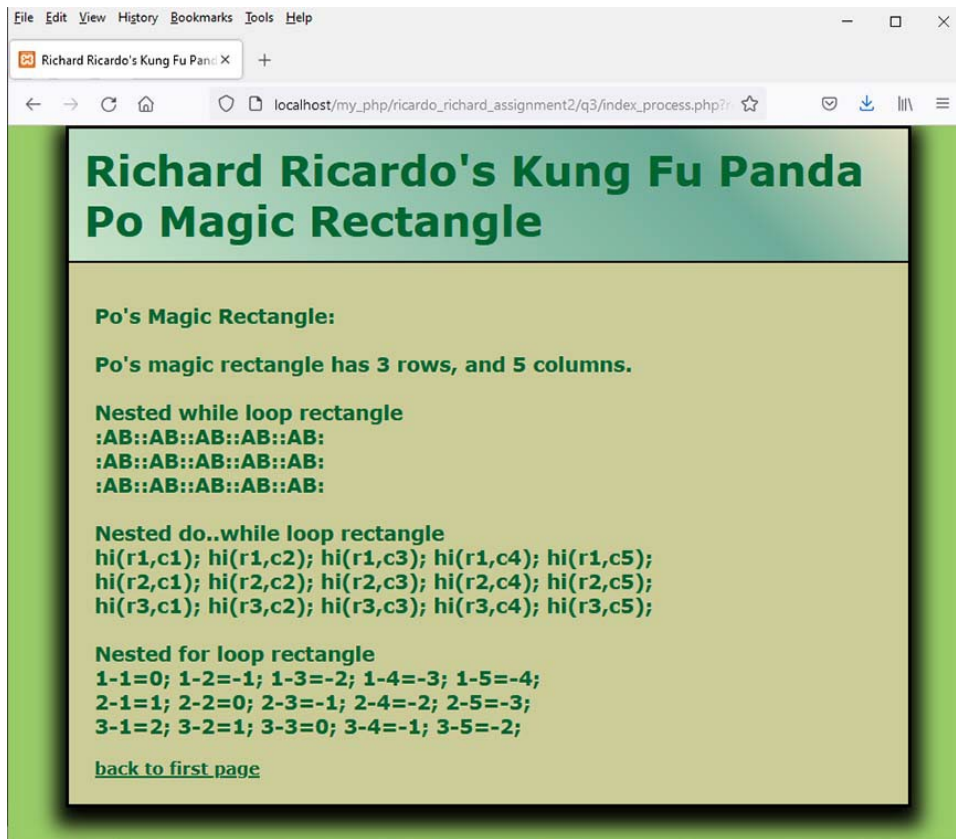 File Edit View History Bookmarks Tools Help
Richard Ricardo's Kung Fu Pand
localhost/my_php/ricardo_richard_assignment2/q3/index_process.php?
Richard Ricardo's Kung Fu Panda
Po Magic Rectangle
Po's Magic Rectangle:
Po's magic rectangle has 3 rows, and 5 columns.
Nested while loop rectangle
:AB::AB::AB::AB::AB:
:AB::AB::AB::AB::AB:
:AB::AB::AB::AB::AB:
Nested do..while loop rectangle
hi(r1,c1); hi(r1,c2); hi(r1,c3); hi(r1,c4); hi(r1,c5);
hi(r2,c1); hi(r2,c2); hi(r2,c3); hi(r2,c4); hi(r2,c5);
hi(r3,c1); hi(r3,c2); hi(r3,c3); hi(r3,c4); hi(r3,c5);
Nested for loop rectangle
1-1=0; 1-2=-1; 1-3=-2; 1-4=-3; 1-5=-4;
2-1=1; 2-2=0; 2-3=-1; 2-4=-2; 2-5=-3;
3-1=2; 3-2=1; 3-3=0; 3-4=-1; 3-5=-2;
back to first page